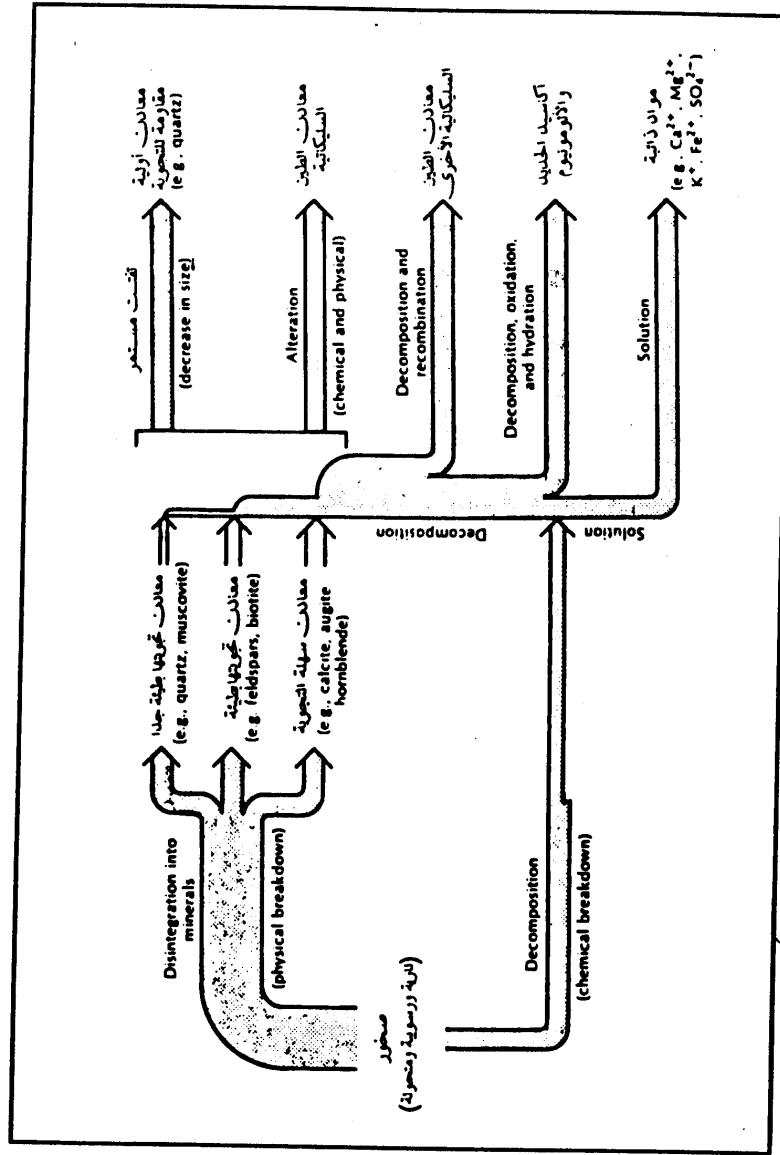 صخور
(نارية ورسوبية ومتحولة)
Disintegration into
minerals
(physical breakdown)
Decomposition
(chemical breakdown)
معادن تجويتها بطيئة جدا
(e.g., quartz, muscovite)
معادن تجويتها بطيئة
(e.g. feldspars, biotite)
معادن سهلة التجوية
(e.g., calcite, augite
hornblende)
Decomposition
Solution
تفتت مستمر
(decrease in size)
Alteration
(chemical and physical)
Decomposition and
recombination
Decomposition, oxidation,
and hydration
Solution
معادن أولية
مقاومة للتجوية
(e.g., quartz)
معادن الطين
السليكاتية
معادن الطين
السليكاتية الأخرى
أكاسيد الحديد
والألومنيوم
مواد ذائبة
(e.g. Ca²⁺, Mg²⁺,
K⁺, Fe²⁺, SO₄²⁻)